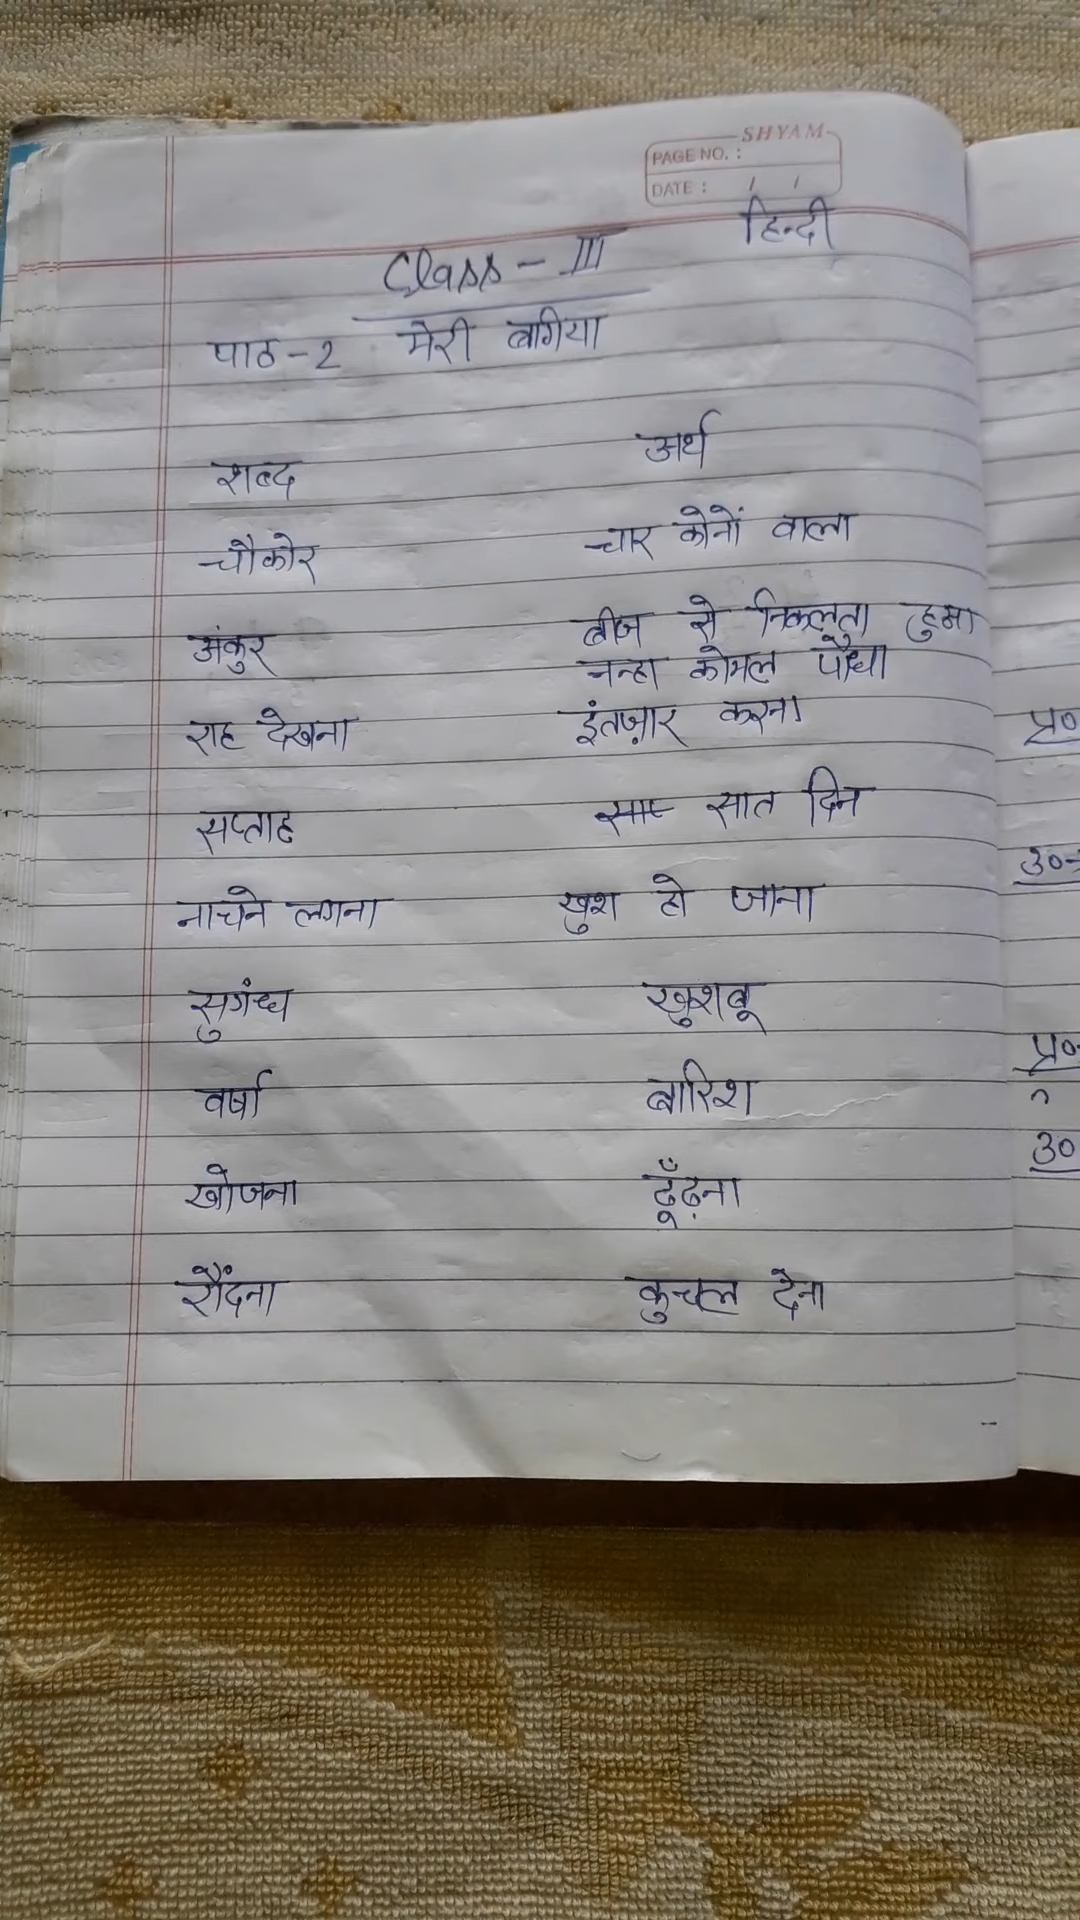 SHYAM
PAGE NO. :
DATE : / /
हिन्दी
Class - III
पाठ - 2 मेरी बगिया
शब्द अर्थ
चौकोर चार कोनों वाला
अंकुर बीज से निकलता हुआ
नन्हा कोमल पौधा
राह देखना इंतज़ार करना
सप्ताह सात दिन
नाचने लगना खुश हो जाना
सुगंध खुशबू
वर्षा बारिश
खोजना ढूँढ़ना
रौंदना कुचल देना
प्र०
उ०-
प्र०-
उ०